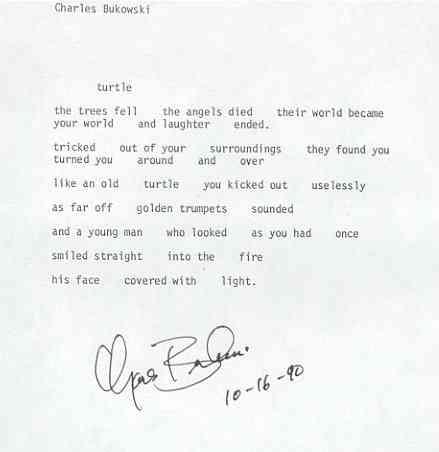 Charles Bukowski
turtle
the trees fell    the angels died    their world became
your world    and laughter    ended.
tricked    out of your    surroundings    they found you
turned you    around    and    over
like an old    turtle    you kicked out    uselessly
as far off    golden trumpets    sounded
and a young man    who looked    as you had    once
smiled straight    into the    fire
his face    covered with    light.
10-16-90